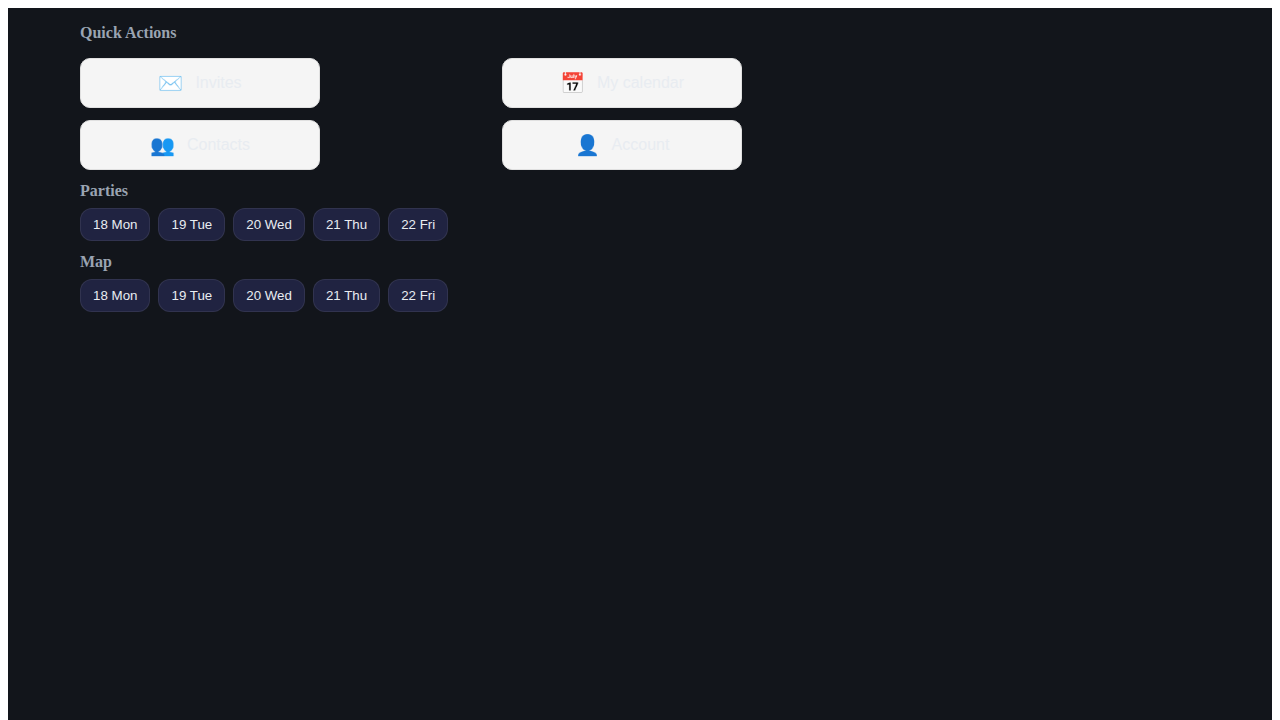 Quick Actions
Invites
My calendar
Contacts
Account
Parties
18 Mon
19 Tue
20 Wed
21 Thu
22 Fri
Map
18 Mon
19 Tue
20 Wed
21 Thu
22 Fri